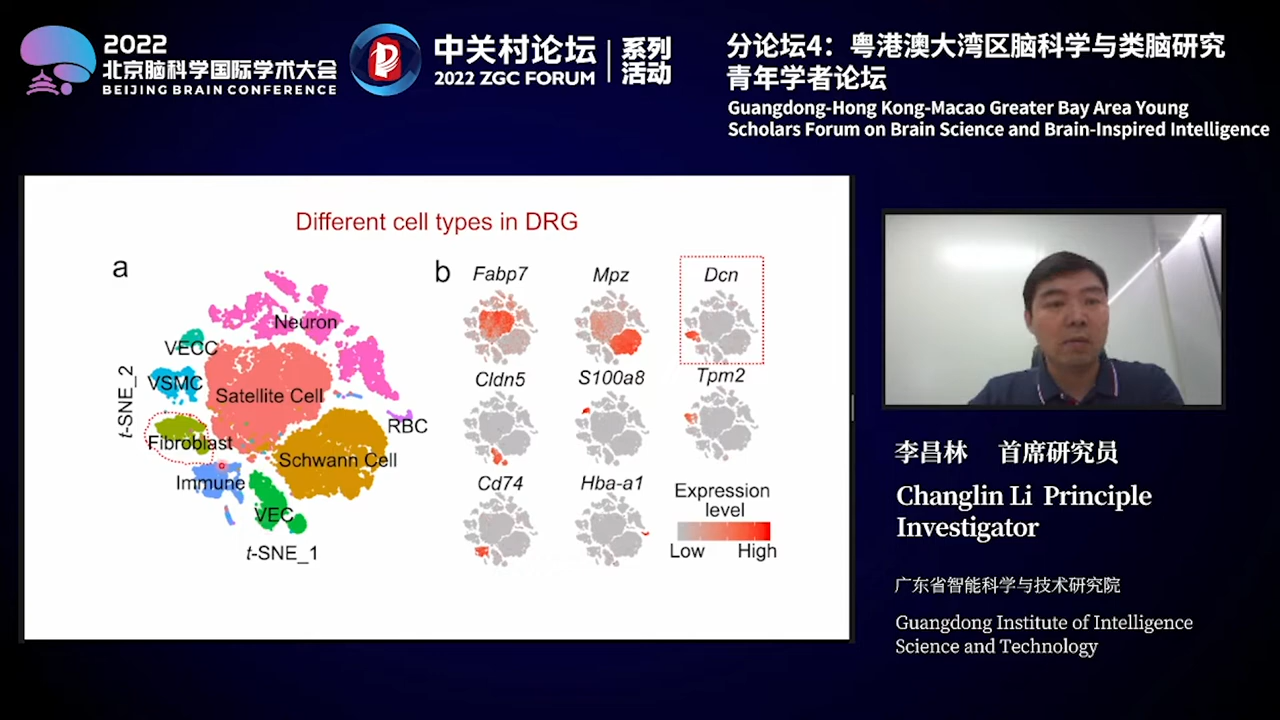 2022
北京脑科学国际学术大会
BEIJING BRAIN CONFERENCE
中关村论坛
2022 ZGC FORUM
系列
活动
分论坛4：粤港澳大湾区脑科学与类脑研究
青年学者论坛
Guangdong-Hong Kong-Macao Greater Bay Area Young
Scholars Forum on Brain Science and Brain-Inspired Intelligence
Different cell types in DRG
a
Neuron
VECC
VSMC
Satellite Cell
RBC
Fibroblast
Schwann Cell
Immune
VEC
t-SNE_2
t-SNE_1
b
Fabp7
Mpz
Dcn
Cldn5
S100a8
Tpm2
Cd74
Hba-a1
Expression
level
Low
High
李昌林 首席研究员
Changlin Li Principle
Investigator
广东省智能科学与技术研究院
Guangdong Institute of Intelligence
Science and Technology